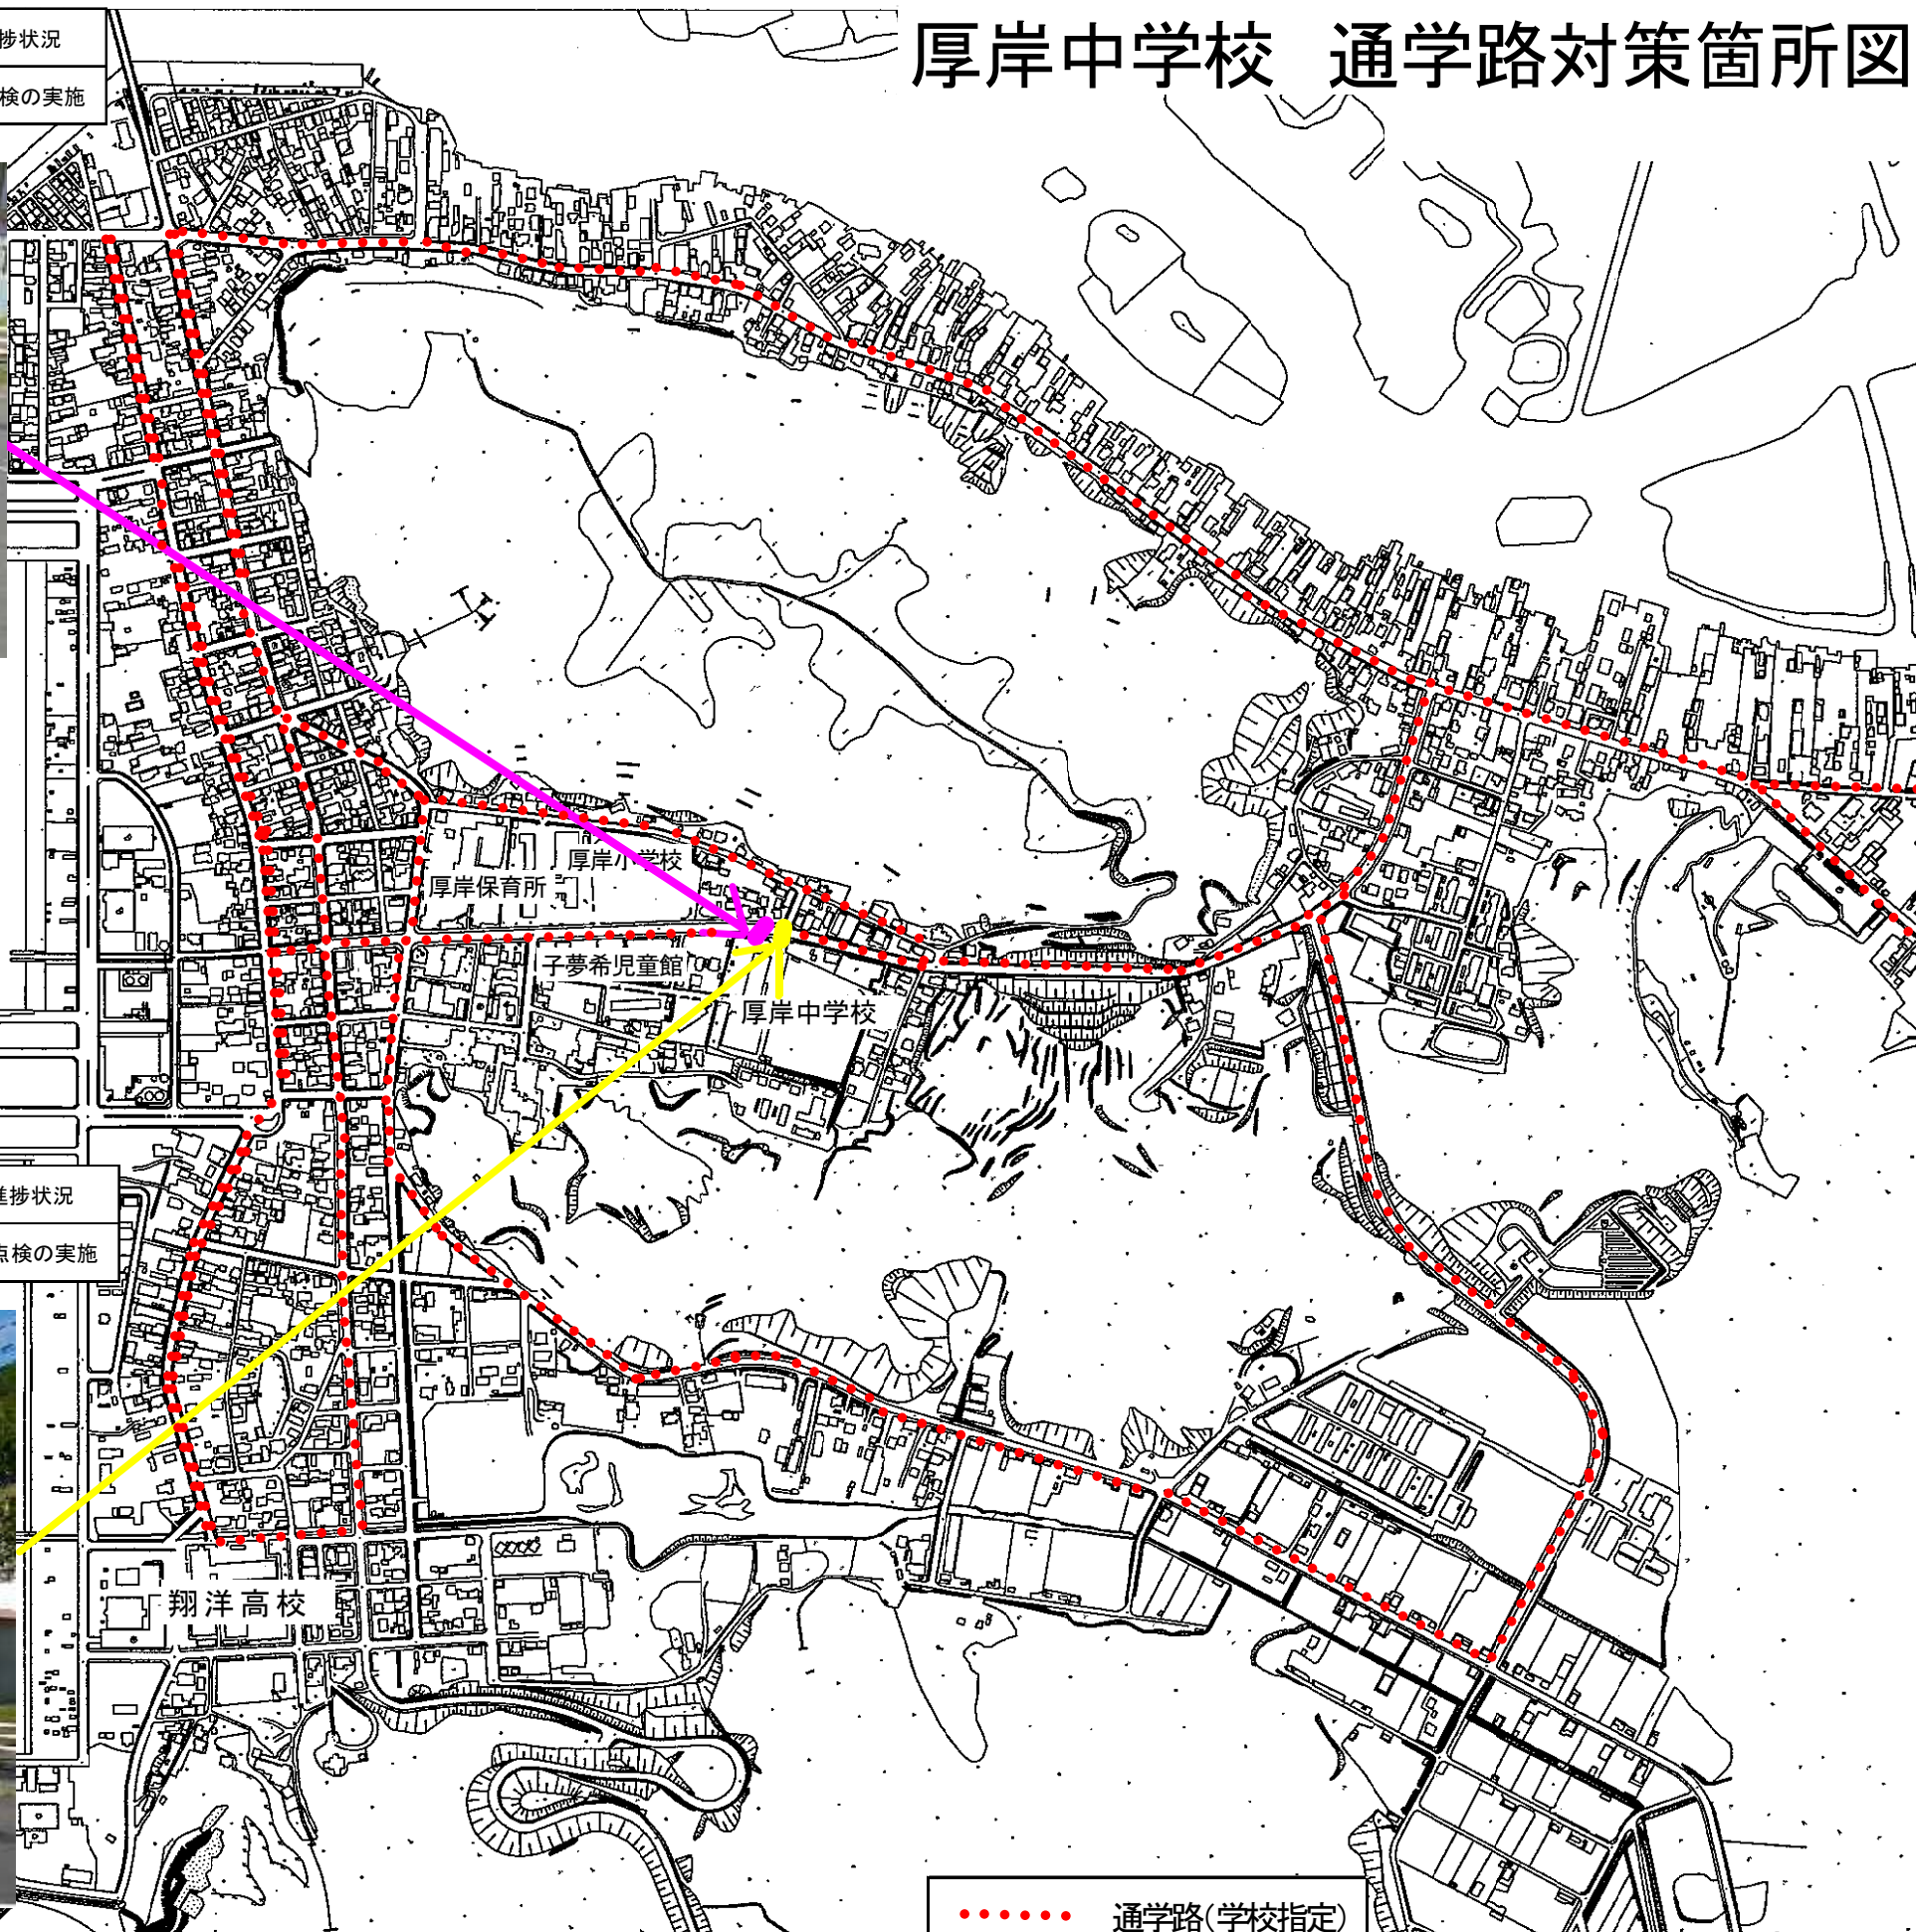 厚岸中学校　通学路対策箇所図
捗状況
検の実施
厚岸小学校
厚岸保育所
子夢希児童館
厚岸中学校
進捗状況
点検の実施
翔洋高校
通学路(学校指定)